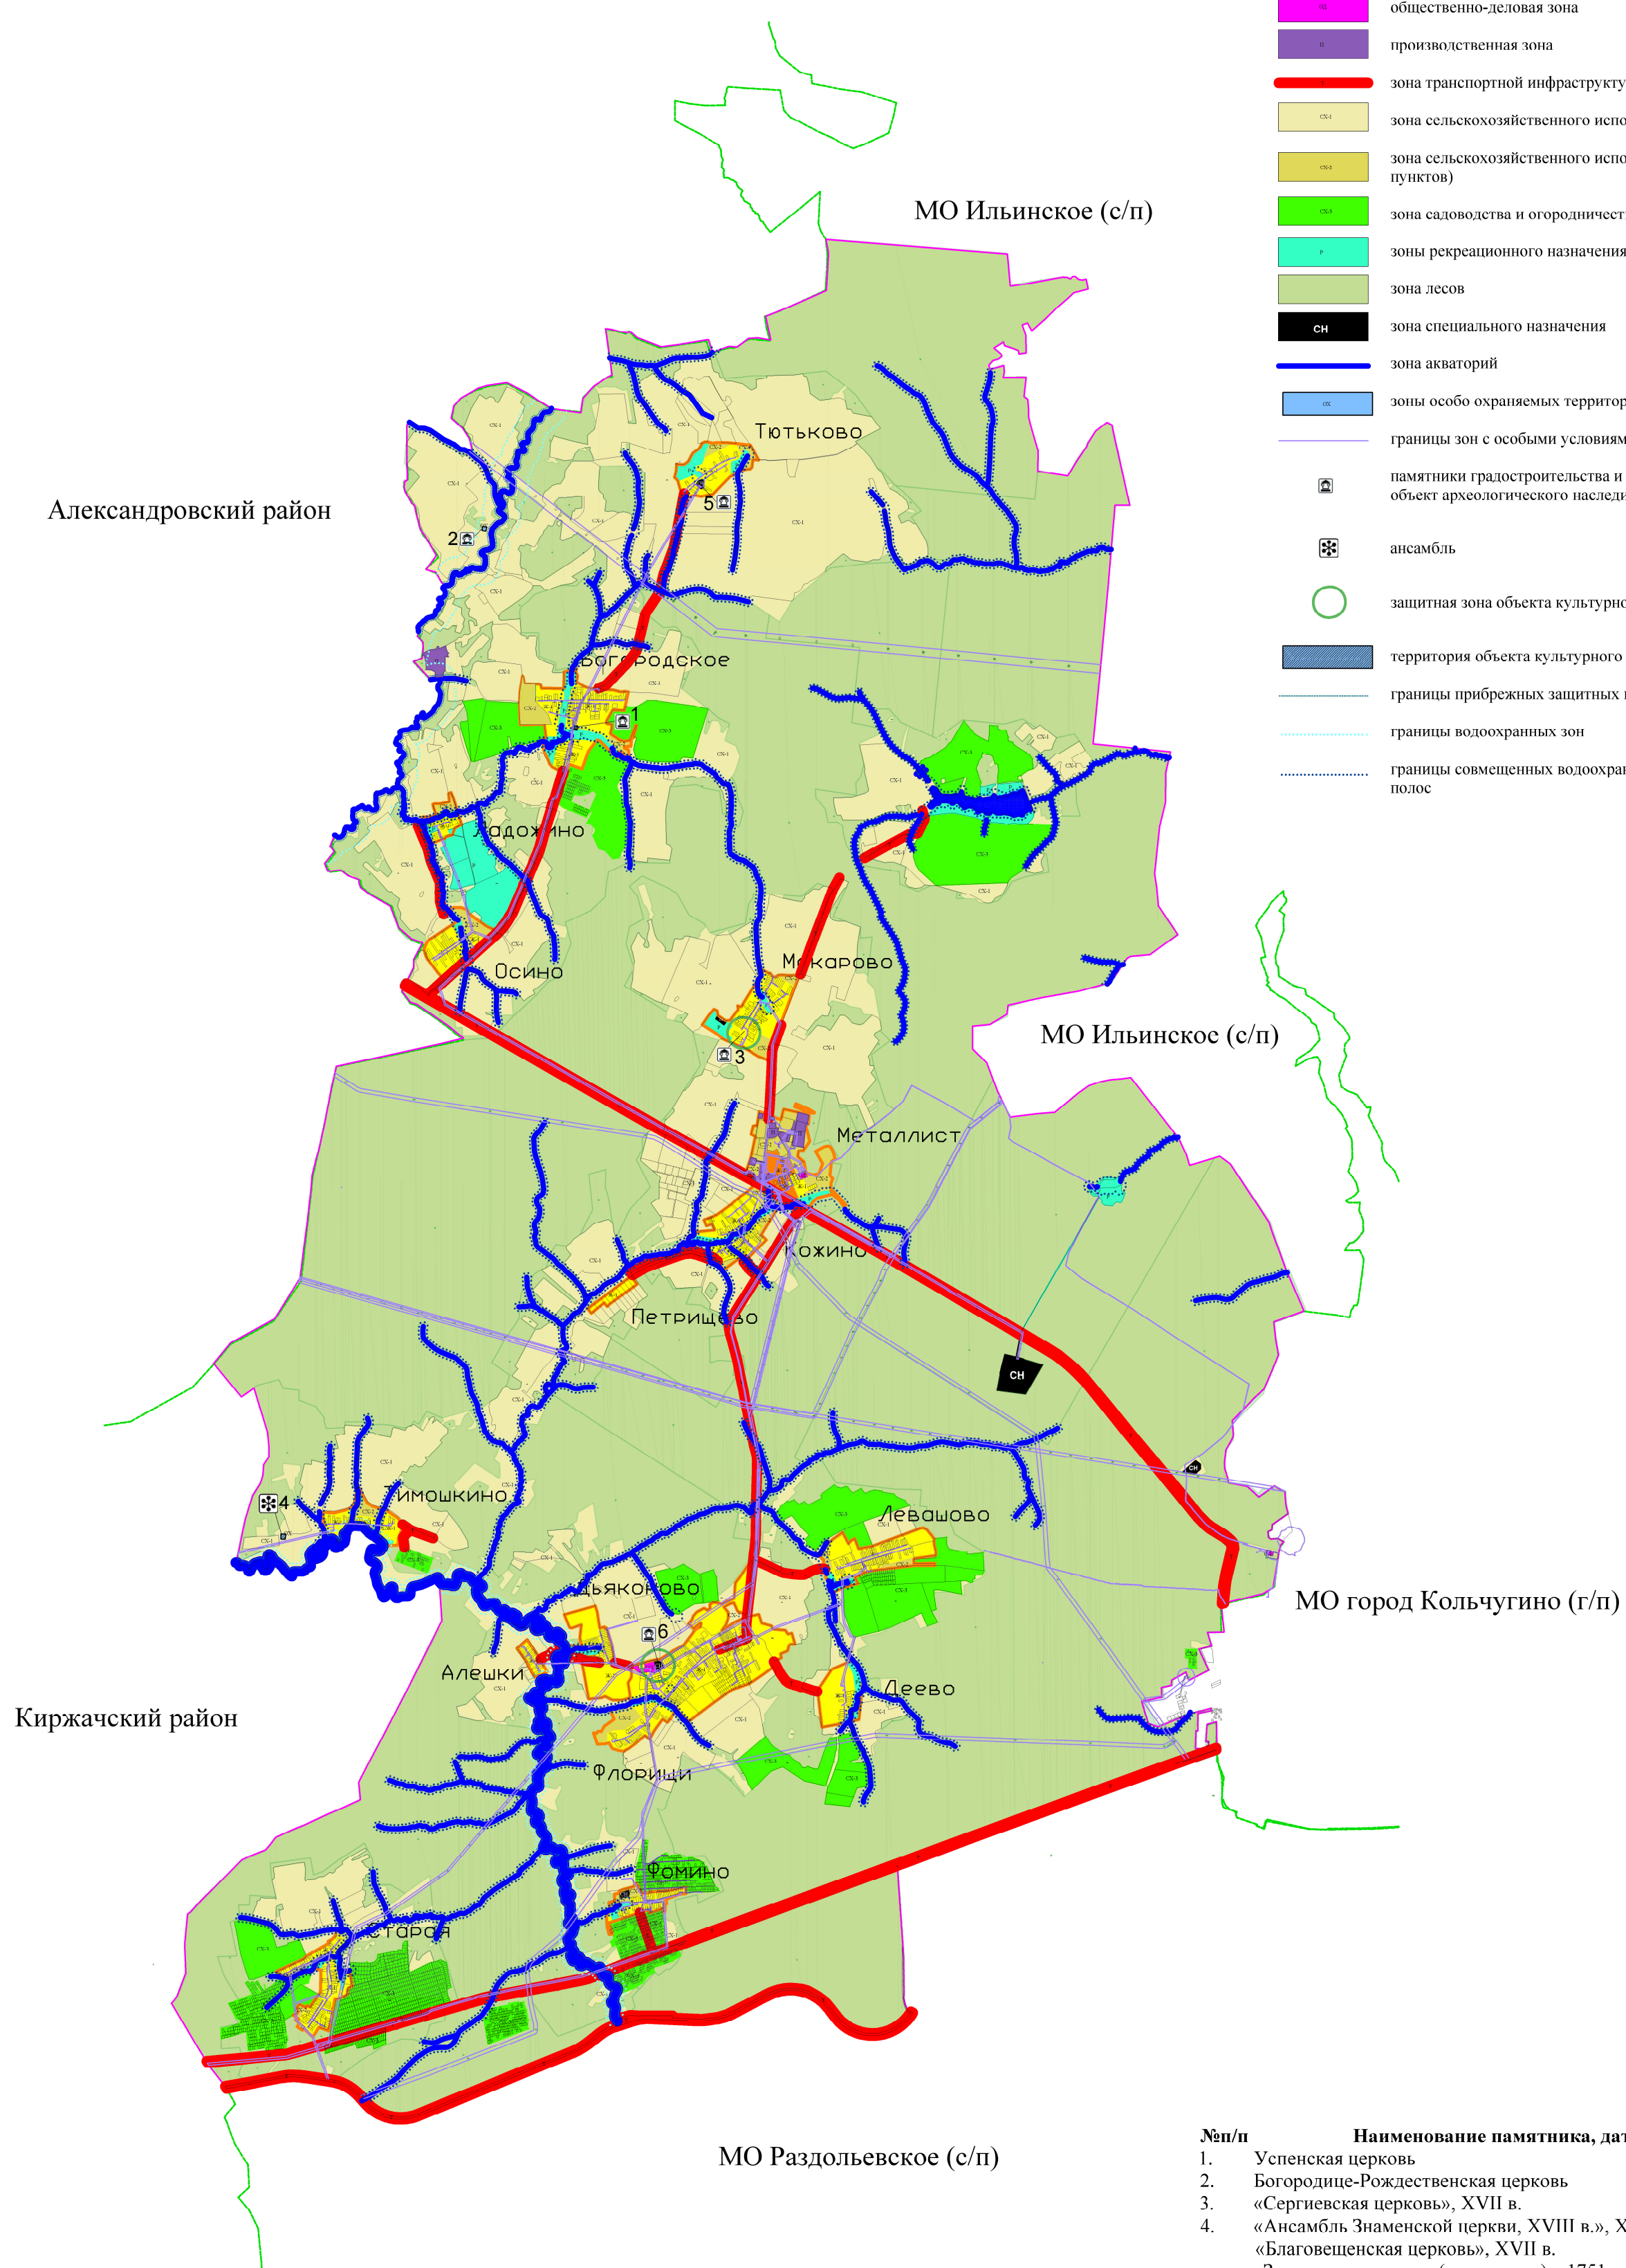 общественно-деловая зона
производственная зона
зона транспортной инфраструкту
зона сельскохозяйственного испо
зона сельскохозяйственного испо
пунктов)
зона садоводства и огородничест
зоны рекреационного назначения
зона лесов
СН
зона специального назначения
зона акваторий
зоны особо охраняемых территор
границы зон с особыми условиям
памятники градостроительства и
объект археологического наследи
ансамбль
защитная зона объекта культурно
территория объекта культурного
границы прибрежных защитных
границы водоохранных зон
границы совмещенных водоохран
полос
МО Ильинское (с/п)
Тютьково
5
Александровский район
2
Богородское
1
Ладожино
Осино
Макарово
3
МО Ильинское (с/п)
Металлист
Кожино
Петрищево
СН
СН
4
Тимошкино
Левашово
Дьяконово
6
МО город Кольчугино (г/п)
Алешки
Деево
Киржачский район
Флорищи
Фомино
Старая
МО Раздольевское (с/п)
№п/п Наименование памятника, дат
1. Успенская церковь
2. Богородице-Рождественская церковь
3. «Сергиевская церковь», XVII в.
4. «Ансамбль Знаменской церкви, XVIII в.», X
«Благовещенская церковь», XVII в.